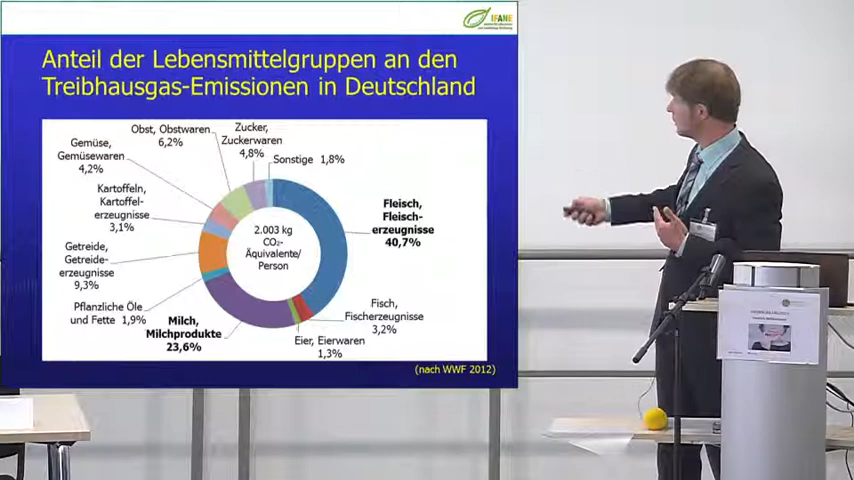 IFANE
Anteil der Lebensmittelgruppen an den
Treibhausgas-Emissionen in Deutschland
Obst, Obstwaren
6,2%
Zucker,
Zuckerwaren
4,8%
Sonstige 1,8%
Gemüse,
Gemüsewaren
4,2%
Kartoffeln,
Kartoffel-
erzeugnisse
3,1%
Getreide,
Getreide-
erzeugnisse
9,3%
Pflanzliche Öle
und Fette 1,9%
Milch,
Milchprodukte
23,6%
2.003 kg
CO₂-
Äquivalente/
Person
Fleisch,
Fleisch-
erzeugnisse
40,7%
Fisch,
Fischerzeugnisse
3,2%
Eier, Eierwaren
1,3%
(nach WWF 2012)